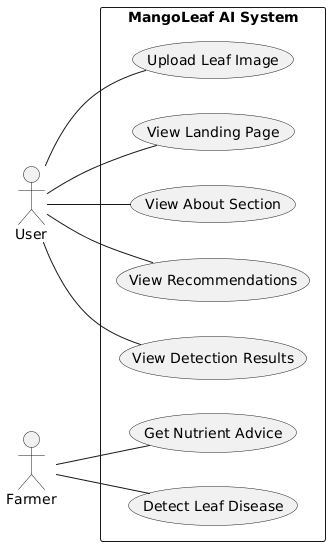 MangoLeaf AI System
Upload Leaf Image
View Landing Page
View About Section
User
View Recommendations
View Detection Results
Get Nutrient Advice
Farmer
Detect Leaf Disease